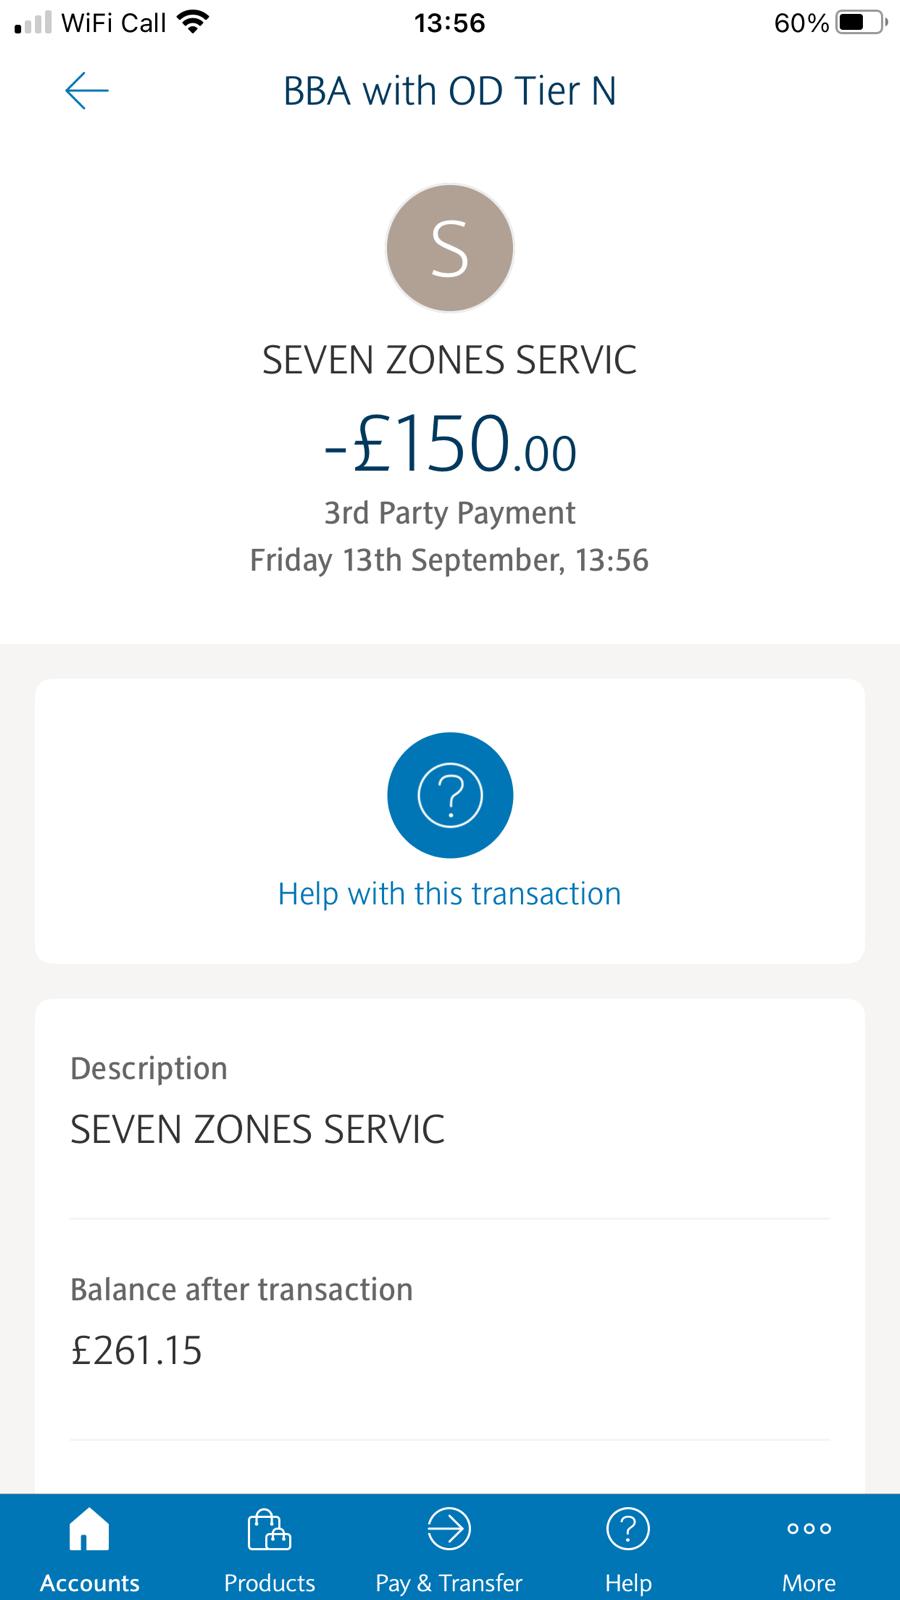 WiFi Call 13:56 60%
BBA with OD Tier N
S
SEVEN ZONES SERVIC
-£150.00
3rd Party Payment
Friday 13th September, 13:56
?
Help with this transaction
Description
SEVEN ZONES SERVIC
Balance after transaction
£261.15
?
Accounts Products Pay & Transfer Help More